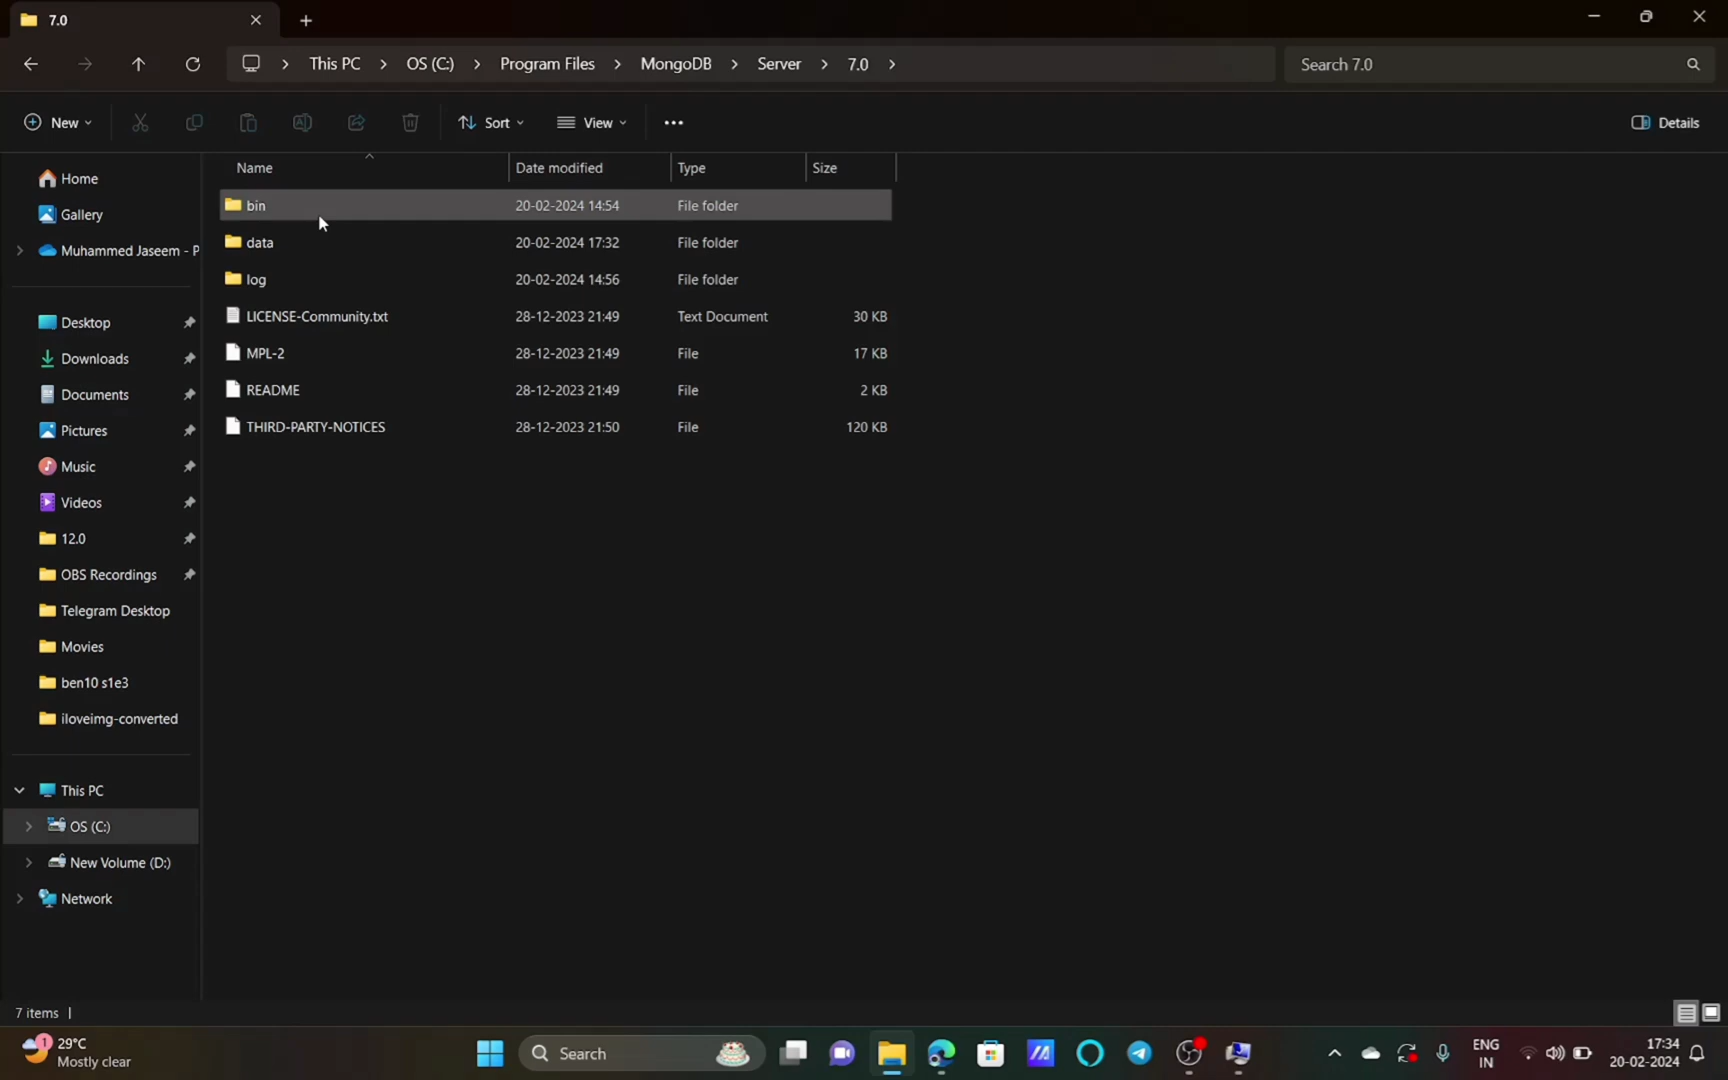 7.0
This PC > OS (C:) > Program Files > MongoDB > Server > 7.0 >
Search 7.0
New
Sort
View
Details
Name Date modified Type Size
bin 20-02-2024 14:54 File folder
data 20-02-2024 17:32 File folder
log 20-02-2024 14:56 File folder
LICENSE-Community.txt 28-12-2023 21:49 Text Document 30 KB
MPL-2 28-12-2023 21:49 File 17 KB
README 28-12-2023 21:49 File 2 KB
THIRD-PARTY-NOTICES 28-12-2023 21:50 File 120 KB
Home
Gallery
Muhammed Jaseem - P
Desktop
Downloads
Documents
Pictures
Music
Videos
12.0
OBS Recordings
Telegram Desktop
Movies
ben10 s1e3
iloveimg-converted
This PC
OS (C:)
New Volume (D:)
Network
7 items
1
29°C
Mostly clear
Search
ENG
IN
17:34
20-02-2024